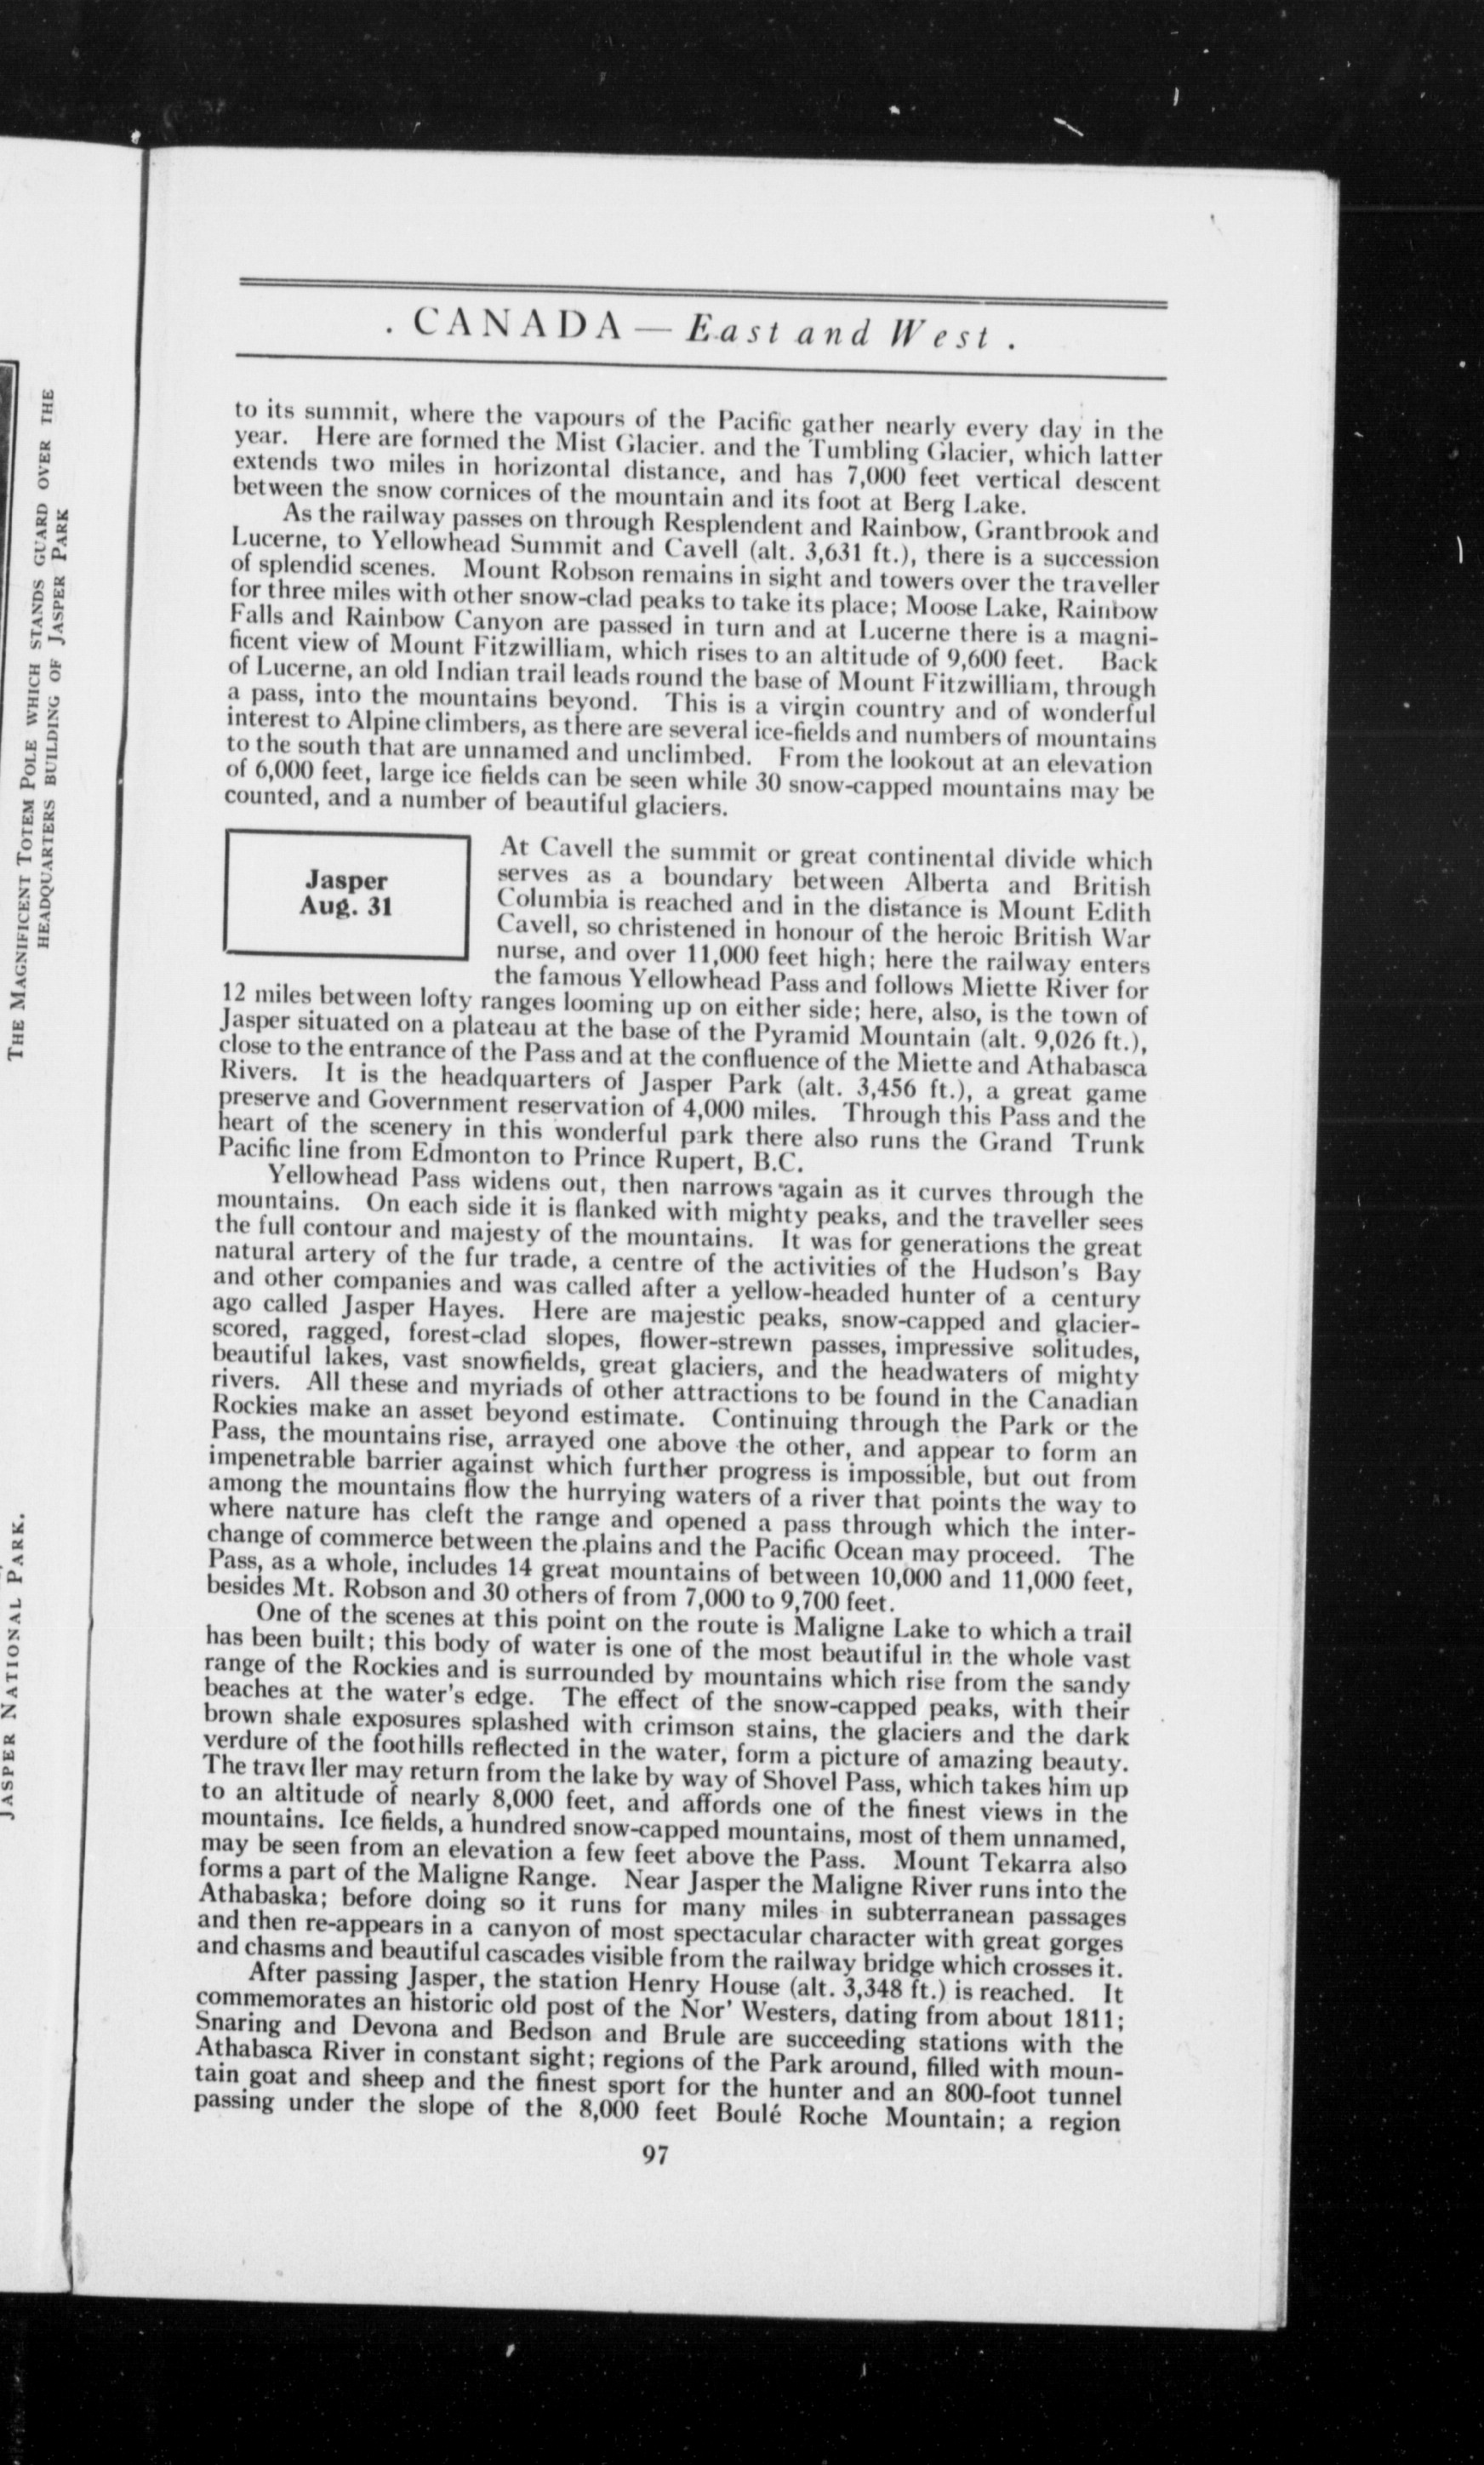 THE MAGNIFICENT TOTEM POLE WHICH STANDS GUARD OVER THE
HEADQUARTERS BUILDING OF JASPER PARK
JASPER NATIONAL PARK.
. CANADA — East and West .
to its summit, where the vapours of the Pacific gather nearly every day in the
year. Here are formed the Mist Glacier. and the Tumbling Glacier, which latter
extends two miles in horizontal distance, and has 7,000 feet vertical descent
between the snow cornices of the mountain and its foot at Berg Lake.
As the railway passes on through Resplendent and Rainbow, Grantbrook and
Lucerne, to Yellowhead Summit and Cavell (alt. 3,631 ft.), there is a succession
of splendid scenes. Mount Robson remains in sight and towers over the traveller
for three miles with other snow-clad peaks to take its place; Moose Lake, Rainbow
Falls and Rainbow Canyon are passed in turn and at Lucerne there is a magni-
ficent view of Mount Fitzwilliam, which rises to an altitude of 9,600 feet. Back
of Lucerne, an old Indian trail leads round the base of Mount Fitzwilliam, through
a pass, into the mountains beyond. This is a virgin country and of wonderful
interest to Alpine climbers, as there are several ice-fields and numbers of mountains
to the south that are unnamed and unclimbed. From the lookout at an elevation
of 6,000 feet, large ice fields can be seen while 30 snow-capped mountains may be
counted, and a number of beautiful glaciers.
Jasper
Aug. 31
At Cavell the summit or great continental divide which
serves as a boundary between Alberta and British
Columbia is reached and in the distance is Mount Edith
Cavell, so christened in honour of the heroic British War
nurse, and over 11,000 feet high; here the railway enters
the famous Yellowhead Pass and follows Miette River for
12 miles between lofty ranges looming up on either side; here, also, is the town of
Jasper situated on a plateau at the base of the Pyramid Mountain (alt. 9,026 ft.),
close to the entrance of the Pass and at the confluence of the Miette and Athabasca
Rivers. It is the headquarters of Jasper Park (alt. 3,456 ft.), a great game
preserve and Government reservation of 4,000 miles. Through this Pass and the
heart of the scenery in this wonderful park there also runs the Grand Trunk
Pacific line from Edmonton to Prince Rupert, B.C.
Yellowhead Pass widens out, then narrows again as it curves through the
mountains. On each side it is flanked with mighty peaks, and the traveller sees
the full contour and majesty of the mountains. It was for generations the great
natural artery of the fur trade, a centre of the activities of the Hudson's Bay
and other companies and was called after a yellow-headed hunter of a century
ago called Jasper Hayes. Here are majestic peaks, snow-capped and glacier-
scored, ragged, forest-clad slopes, flower-strewn passes, impressive solitudes,
beautiful lakes, vast snowfields, great glaciers, and the headwaters of mighty
rivers. All these and myriads of other attractions to be found in the Canadian
Rockies make an asset beyond estimate. Continuing through the Park or the
Pass, the mountains rise, arrayed one above the other, and appear to form an
impenetrable barrier against which further progress is impossible, but out from
among the mountains flow the hurrying waters of a river that points the way to
where nature has cleft the range and opened a pass through which the inter-
change of commerce between the plains and the Pacific Ocean may proceed. The
Pass, as a whole, includes 14 great mountains of between 10,000 and 11,000 feet,
besides Mt. Robson and 30 others of from 7,000 to 9,700 feet.
One of the scenes at this point on the route is Maligne Lake to which a trail
has been built; this body of water is one of the most beautiful in the whole vast
range of the Rockies and is surrounded by mountains which rise from the sandy
beaches at the water's edge. The effect of the snow-capped peaks, with their
brown shale exposures splashed with crimson stains, the glaciers and the dark
verdure of the foothills reflected in the water, form a picture of amazing beauty.
The traveller may return from the lake by way of Shovel Pass, which takes him up
to an altitude of nearly 8,000 feet, and affords one of the finest views in the
mountains. Ice fields, a hundred snow-capped mountains, most of them unnamed,
may be seen from an elevation a few feet above the Pass. Mount Tekarra also
forms a part of the Maligne Range. Near Jasper the Maligne River runs into the
Athabaska; before doing so it runs for many miles in subterranean passages
and then re-appears in a canyon of most spectacular character with great gorges
and chasms and beautiful cascades visible from the railway bridge which crosses it.
After passing Jasper, the station Henry House (alt. 3,348 ft.) is reached. It
commemorates an historic old post of the Nor' Westers, dating from about 1811;
Snaring and Devona and Bedson and Brule are succeeding stations with the
Athabasca River in constant sight; regions of the Park around, filled with moun-
tain goat and sheep and the finest sport for the hunter and an 800-foot tunnel
passing under the slope of the 8,000 feet Boulé Roche Mountain; a region
97